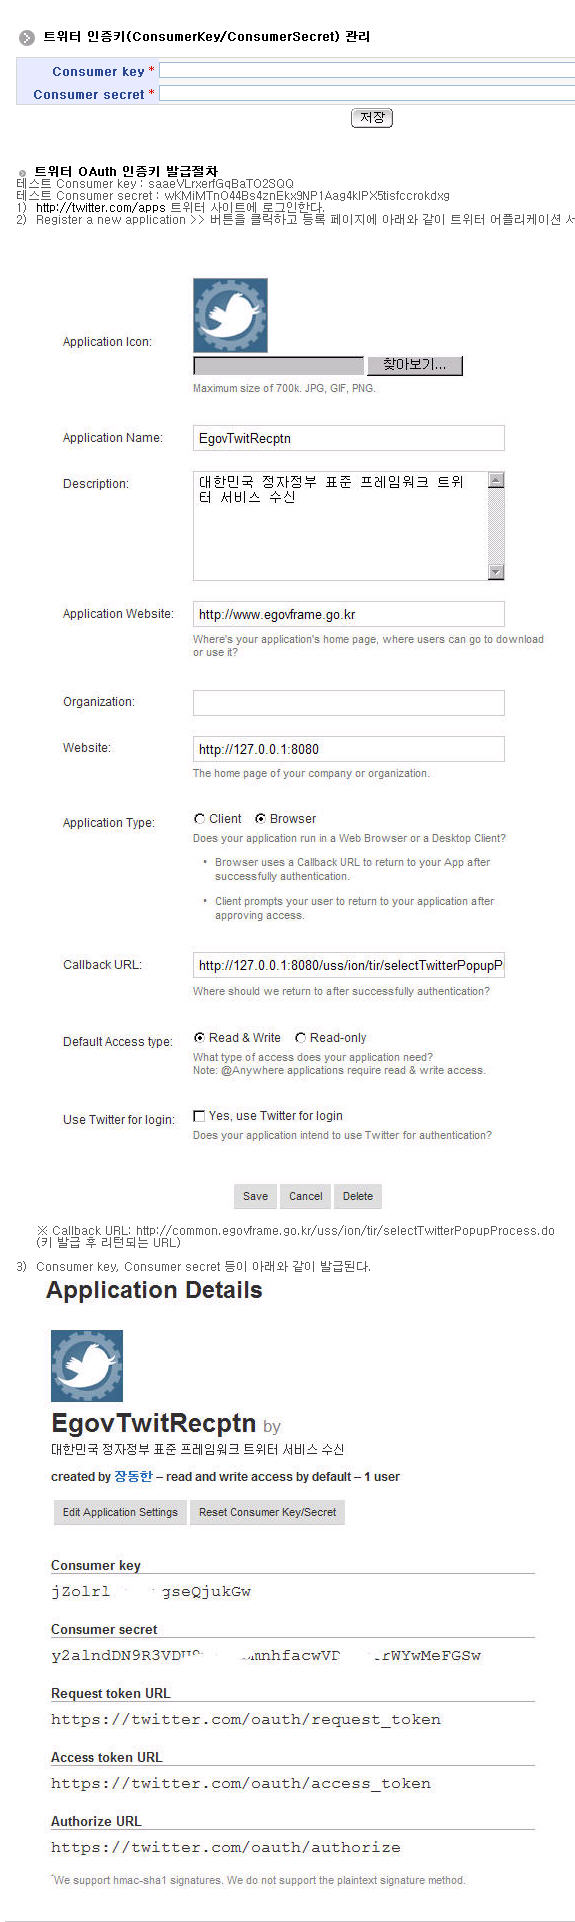 트위터 인증키(ConsumerKey/ConsumerSecret) 관리
Consumer key *
Consumer secret *
저장
트위터 OAuth 인증키 발급절차
테스트 Consumer key : saaeVLrxerfGqBaTO2SQQ
테스트 Consumer secret : wKMiMTnO44Bs4znEkx9NP1Aag4kIPX5tisfccrokdxg
1) http://twitter.com/apps 트위터 사이트에 로그인한다.
2) Register a new application >> 버튼을 클릭하고 등록 페이지에 아래와 같이 트위터 어플리케이션 서
Application Icon:
찾아보기...
Maximum size of 700k. JPG, GIF, PNG.
Application Name:
EgovTwitRecptn
Description:
대한민국 정자정부 표준 프레임워크 트위
터 서비스 수신
Application Website:
http://www.egovframe.go.kr
Where's your application's home page, where users can go to download
or use it?
Organization:
Website:
http://127.0.0.1:8080
The home page of your company or organization.
Application Type:
Client Browser
Does your application run in a Web Browser or a Desktop Client?
• Browser uses a Callback URL to return to your App after
successfully authentication.
• Client prompts your user to return to your application after
approving access.
Callback URL:
http://127.0.0.1:8080/uss/ion/tir/selectTwitterPopupP
Where should we return to after successfully authentication?
Default Access type:
Read & Write Read-only
What type of access does your application need?
Note: @Anywhere applications require read & write access.
Use Twitter for login:
Yes, use Twitter for login
Does your application intend to use Twitter for authentication?
Save Cancel Delete
※ Callback URL: http://common.egovframe.go.kr/uss/ion/tir/selectTwitterPopupProcess.do
(키 발급 후 리턴되는 URL)
3) Consumer key, Consumer secret 등이 아래와 같이 발급된다.
Application Details
EgovTwitRecptn by
대한민국 정자정부 표준 프레임워크 트위터 서비스 수신
created by 장동한 – read and write access by default – 1 user
Edit Application Settings Reset Consumer Key/Secret
Consumer key
jZolrl gseQjukGw
Consumer secret
y2alndDN9R3VDU mnhfacwVD rWYwMeFGSw
Request token URL
https://twitter.com/oauth/request_token
Access token URL
https://twitter.com/oauth/access_token
Authorize URL
https://twitter.com/oauth/authorize
*We support hmac-sha1 signatures. We do not support the plaintext signature method.